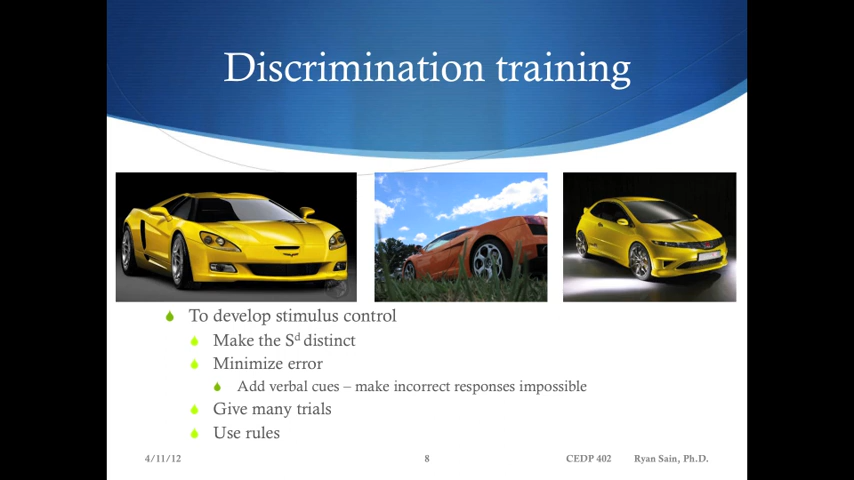 Discrimination training
To develop stimulus control
Make the Sd distinct
Minimize error
Add verbal cues – make incorrect responses impossible
Give many trials
Use rules
4/11/12
8
CEDP 402 Ryan Sain, Ph.D.